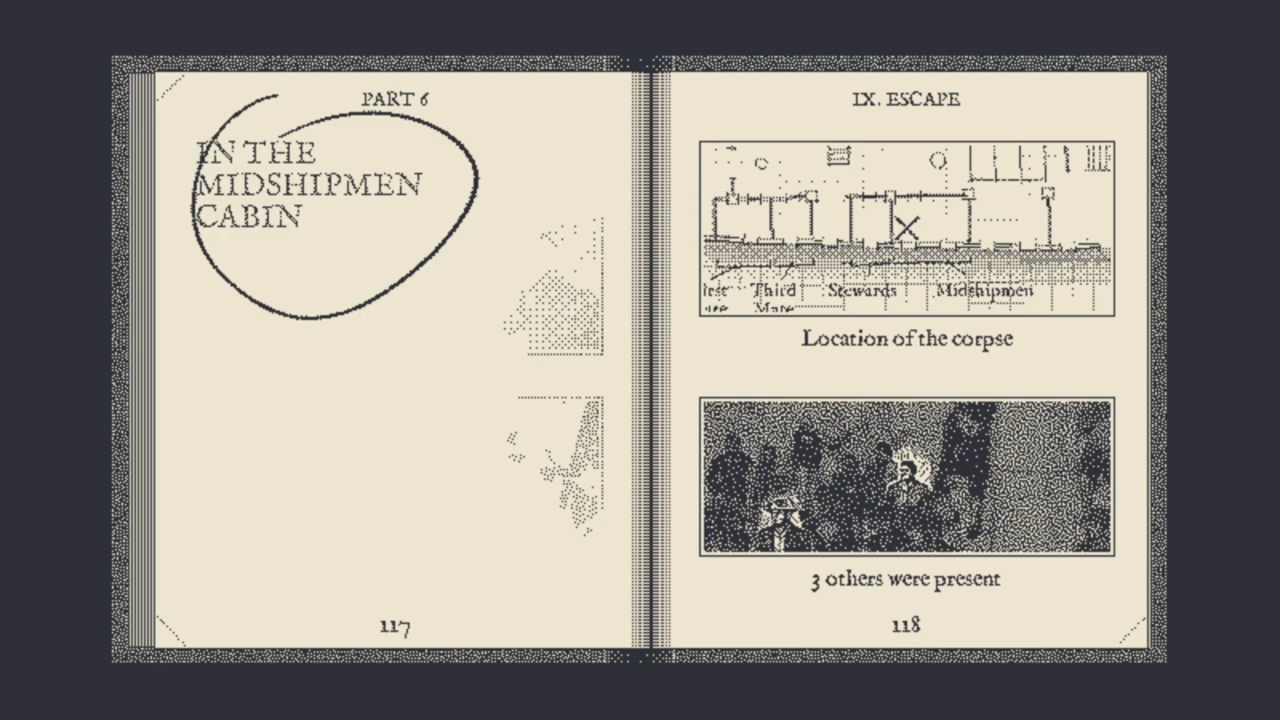 PART 6
IN THE
MIDSHIPMEN
CABIN
117
IX. ESCAPE
Third
Stewards
Midshipmen
Mate
Location of the corpse
3 others were present
118